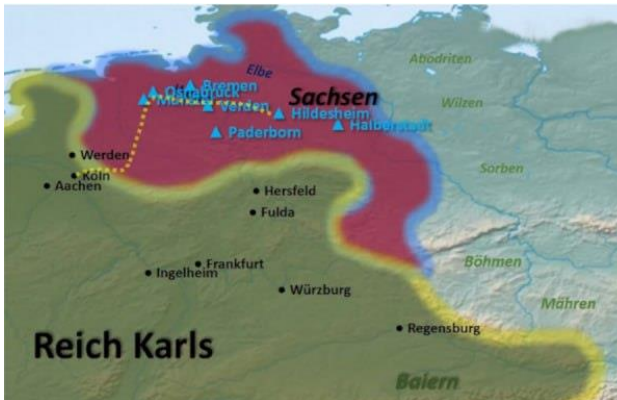 Abodriten
Elbe
Bremen
Osnabrück
Sachsen
Wilzen
Verden
Hildesheim
Halberstadt
Paderborn
Werden
Köln
Aachen
Sorben
Hersfeld
Fulda
Frankfurt
Ingelheim
Böhmen
Würzburg
Mähren
Regensburg
Reich Karls
Baiern